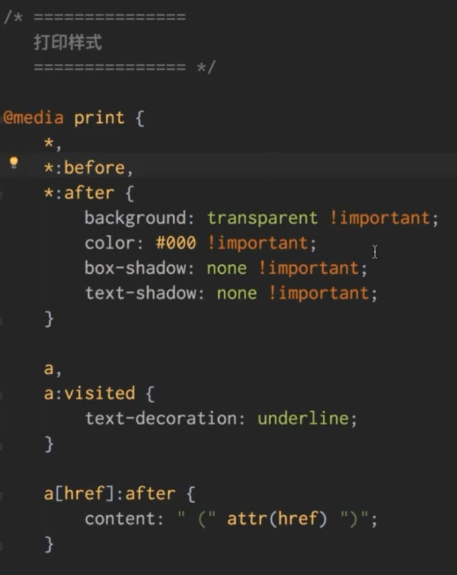 /* ===============
打印样式
=============== */
@media print {
*,
*:before,
*:after {
background: transparent !important;
color: #000 !important;
box-shadow: none !important;
text-shadow: none !important;
}
a,
a:visited {
text-decoration: underline;
}
a[href]:after {
content: " (" attr(href) ")";
}